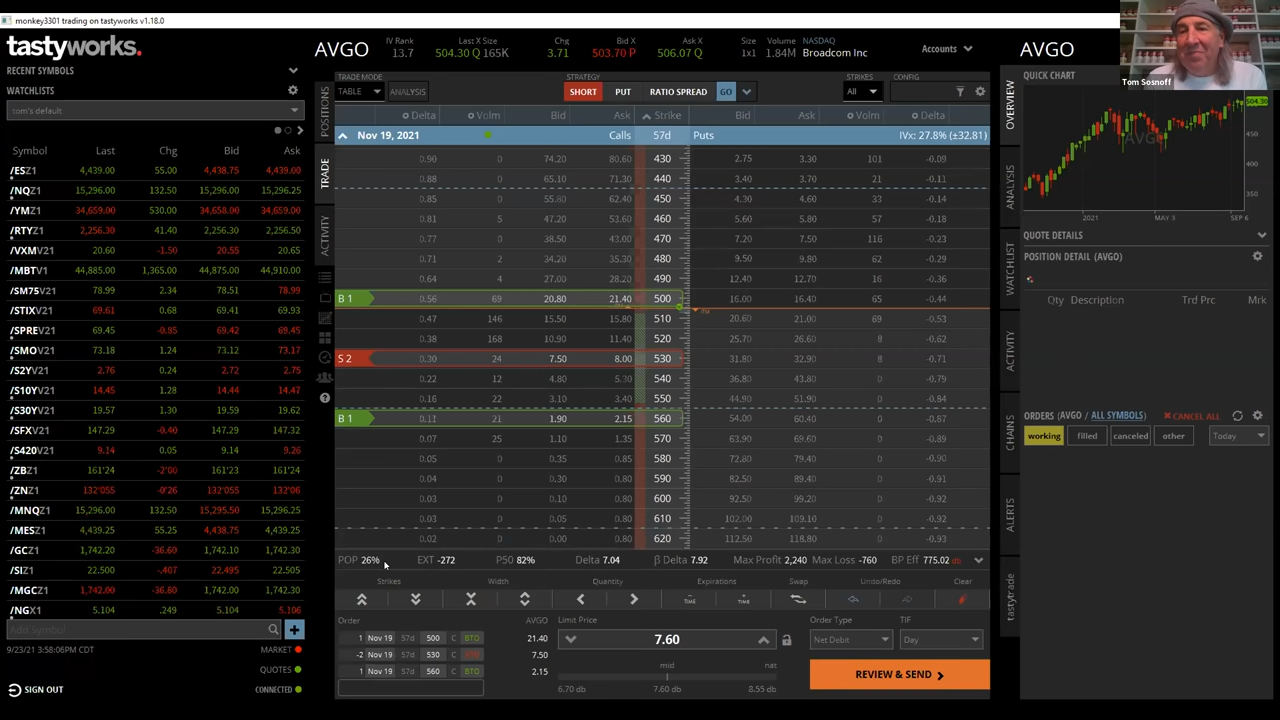 monkey3301 trading on tastyworks v1.18.0
tastyworks.
RECENT SYMBOLS
WATCHLISTS
tom's default
Symbol Last Chg Bid Ask
/ESZ1 4,439.00 55.00 4,438.75 4,439.00
/NQZ1 15,296.00 132.50 15,296.00 15,296.25
/YMZ1 34,659.00 530.00 34,658.00 34,659.00
/RTYZ1 2,256.30 41.40 2,256.30 2,256.50
/VXMV21 20.60 -1.50 20.55 20.65
/MBTV1 44,885.00 1,365.00 44,875.00 44,910.00
/SM75V21 78.99 2.34 78.51 78.99
/STIXV21 69.61 0.68 69.41 69.93
/SPREV21 69.45 -0.95 69.42 69.45
/SMOV21 73.18 1.24 73.12 73.17
/S2YV21 2.76 0.24 2.72 2.75
/S10YV21 14.45 1.28 14.44 14.47
/S30YV21 19.57 1.30 19.59 19.62
/SFXV21 147.29 -0.40 147.29 147.32
/S420V21 9.14 0.05 9.14 9.26
/ZBZ1 161'24 -2'00 161'23 161'24
/ZNZ1 132'055 -0'26 132'055 132'06
/MNQZ1 15,296.00 132.50 15,295.50 15,296.25
/MESZ1 4,439.25 55.25 4,438.75 4,439.25
/GCZ1 1,742.20 -36.60 1,742.10 1,742.30
/SIZ1 22.500 -.407 22.495 22.505
/MGCZ1 1,742.00 -36.80 1,742.00 1,742.30
/NGX1 5.104 .249 5.104 5.106
Add Symbol
9/23/21 3:58:06PM CDT
MARKET
QUOTES
CONNECTED
SIGN OUT
POSITIONS
TRADE
ACTIVITY
AVGO
IV Rank 13.7
Last X Size 504.30 Q 165K
Chg 3.71
Bid X 503.70 P
Ask X 506.07 Q
Size 1x1
Volume 1.84M
NASDAQ
Broadcom Inc
Accounts
TRADE MODE
TABLE
ANALYSIS
STRATEGY
SHORT PUT RATIO SPREAD GO
STRIKES
All
CONFIG
Delta Volm Bid Ask Strike Bid Ask Volm Delta
Nov 19, 2021 Calls 57d Puts IVx: 27.8% (±32.81)
0.90 0 74.20 80.60 430 2.75 3.30 101 -0.09
0.88 0 65.10 71.30 440 3.40 3.70 21 -0.11
0.85 0 55.80 62.40 450 4.30 4.60 33 -0.14
0.81 5 47.20 53.60 460 5.60 5.80 57 -0.18
0.77 0 38.50 43.00 470 7.20 7.50 116 -0.23
0.71 2 34.20 35.30 480 9.50 9.80 62 -0.29
0.64 4 27.00 28.20 490 12.40 12.70 16 -0.36
B 1 0.56 69 20.80 21.40 500 16.00 16.40 65 -0.44
0.47 146 15.50 15.80 510 20.60 21.00 69 -0.53
0.38 168 10.90 11.40 520 25.70 26.60 8 -0.62
S 2 0.30 24 7.50 8.00 530 31.80 32.90 8 -0.71
0.22 12 4.80 5.30 540 36.80 43.80 0 -0.79
0.16 22 3.10 3.40 550 44.90 51.90 0 -0.84
B 1 0.11 21 1.90 2.15 560 54.00 60.40 0 -0.87
0.07 25 1.10 1.35 570 63.90 69.60 0 -0.89
0.05 0 0.35 0.85 580 72.80 79.40 0 -0.90
0.04 0 0.30 0.80 590 82.50 89.40 0 -0.91
0.03 0 0.10 0.80 600 92.50 99.20 0 -0.92
0.03 0 0.05 0.80 610 102.00 109.10 0 -0.92
0.02 0 0.00 0.80 620 112.50 118.80 0 -0.93
POP 26% EXT -272 P50 82% Delta 7.04 β Delta 7.92 Max Profit 2,240 Max Loss -760 BP Eff 775.02 db
Strikes Width Quantity Expirations Swap Undo/Redo Clear
TIME TIME
Order AVGO Limit Price Order Type TIF
1 Nov 19 57d 500 C BTO 21.40
-2 Nov 19 57d 530 C 7.50
1 Nov 19 57d 560 C BTO 2.15
7.60
Net Debit
Day
mid nat
6.70 db 7.60 db 8.55 db
REVIEW & SEND
OVERVIEW
ANALYSIS
WATCHLIST
ACTIVITY
CHAINS
ALERTS
tastytrade
Tom Sosnoff
AVGO
QUICK CHART
AVGO
504.30
450
400
350
2021 MAY 3 SEP 6
QUOTE DETAILS
POSITION DETAIL (AVGO)
Qty Description Trd Prc Mrk
ORDERS (AVGO / ALL SYMBOLS) CANCEL ALL
working filled canceled other Today